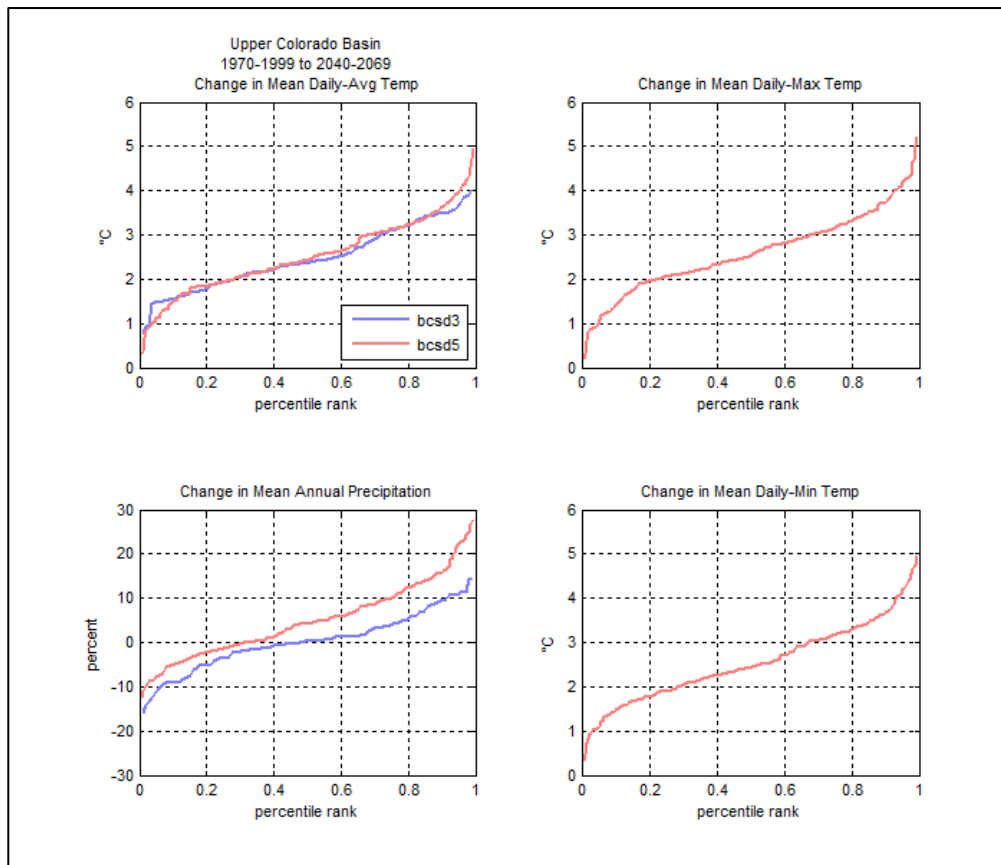 Upper Colorado Basin
1970-1999 to 2040-2069
Change in Mean Daily-Avg Temp
6
5
4
3
2
1
0
°C
0 0.2 0.4 0.6 0.8 1
percentile rank
bcsd3
bcsd5
Change in Mean Daily-Max Temp
6
5
4
3
2
1
0
°C
0 0.2 0.4 0.6 0.8 1
percentile rank
Change in Mean Annual Precipitation
30
20
10
0
-10
-20
-30
percent
0 0.2 0.4 0.6 0.8 1
percentile rank
Change in Mean Daily-Min Temp
6
5
4
3
2
1
0
°C
0 0.2 0.4 0.6 0.8 1
percentile rank